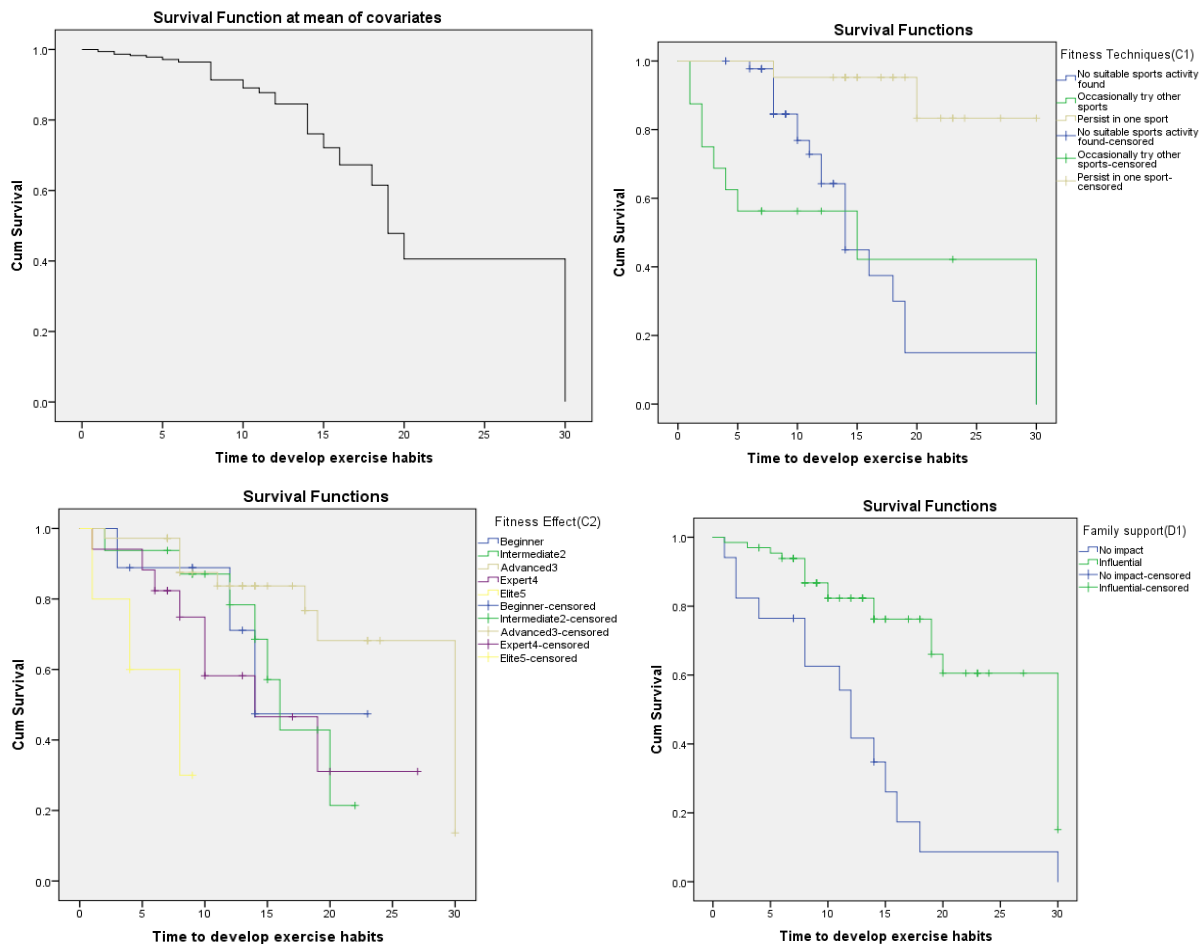 Survival Function at mean of covariates
1.0
0.8
0.6
0.4
0.2
0.0
Cum Survival
0 5 10 15 20 25 30
Time to develop exercise habits
Survival Functions
1.0
0.8
0.6
0.4
0.2
0.0
Cum Survival
0 5 10 15 20 25 30
Time to develop exercise habits
Fitness Techniques(C1)
No suitable sports activity
found
Occasionally try other
sports
Persist in one sport
No suitable sports activity
found-censored
Occasionally try other
sports-censored
Persist in one sport-
censored
Survival Functions
1.0
0.8
0.6
0.4
0.2
0.0
Cum Survival
0 5 10 15 20 25 30
Time to develop exercise habits
Fitness Effect(C2)
Beginner
Intermediate2
Advanced3
Expert4
Elite5
Beginner-censored
Intermediate2-censored
Advanced3-censored
Expert4-censored
Elite5-censored
Survival Functions
1.0
0.8
0.6
0.4
0.2
0.0
Cum Survival
0 5 10 15 20 25 30
Time to develop exercise habits
Family support(D1)
No impact
Influential
No impact-censored
Influential-censored